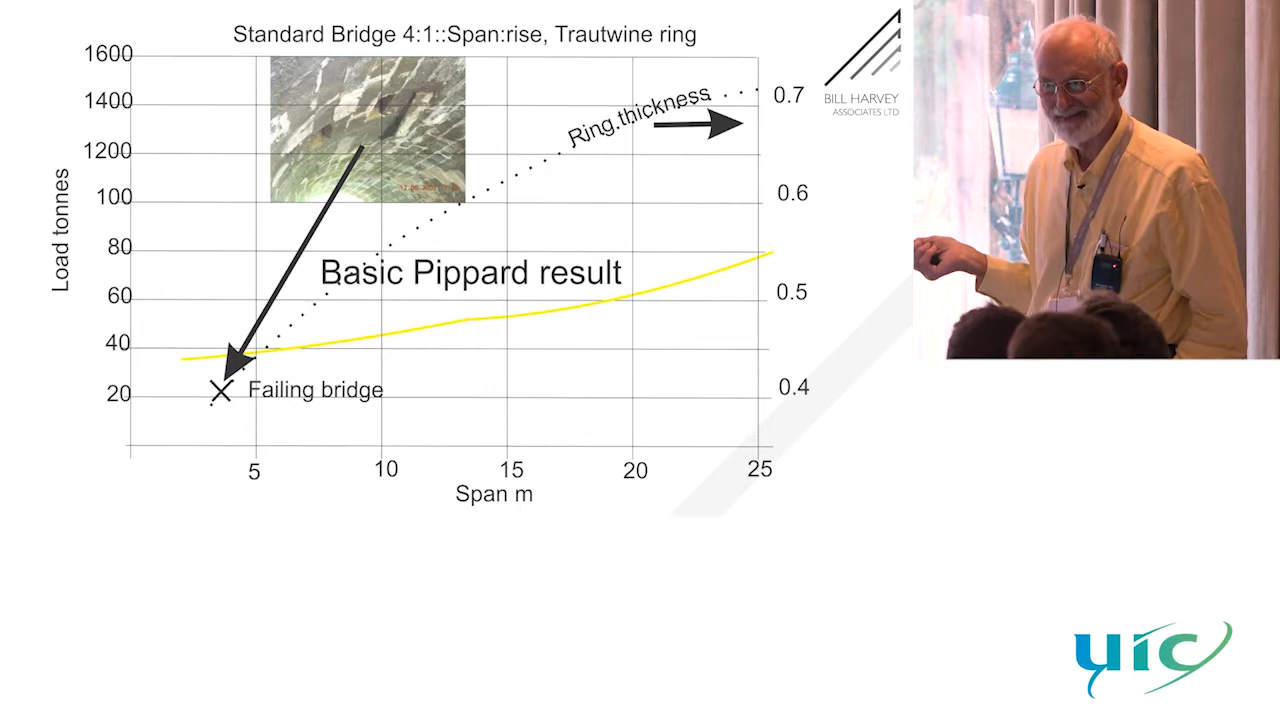 Standard Bridge 4:1::Span:rise, Trautwine ring
1600
1400
1200
100
80
60
40
20
Load tonnes
5
10
15
20
25
Span m
0.7
0.6
0.5
0.4
Ring thickness
Basic Pippard result
Failing bridge
BILL HARVEY
ASSOCIATES LTD
uic